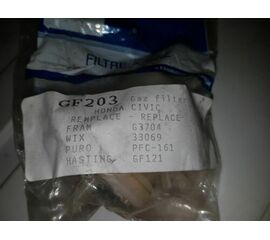 FILTR
GF203 Gaz filter
HONDA CIVIC
REMPLACE - REPLACE
FRAM G3704
WIX 33069
PURO PFC-161
HASTING GF121